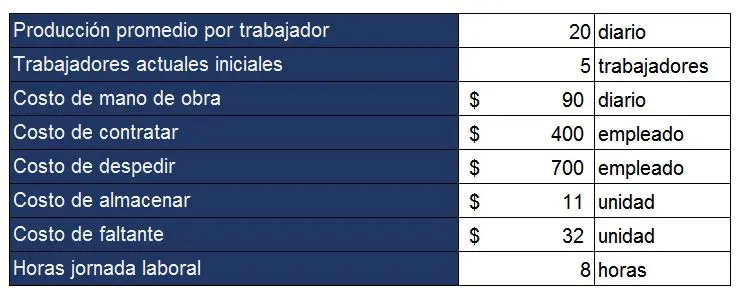 Producción promedio por trabajador 20 diario
Trabajadores actuales iniciales 5 trabajadores
Costo de mano de obra $ 90 diario
Costo de contratar $ 400 empleado
Costo de despedir $ 700 empleado
Costo de almacenar $ 11 unidad
Costo de faltante $ 32 unidad
Horas jornada laboral 8 horas